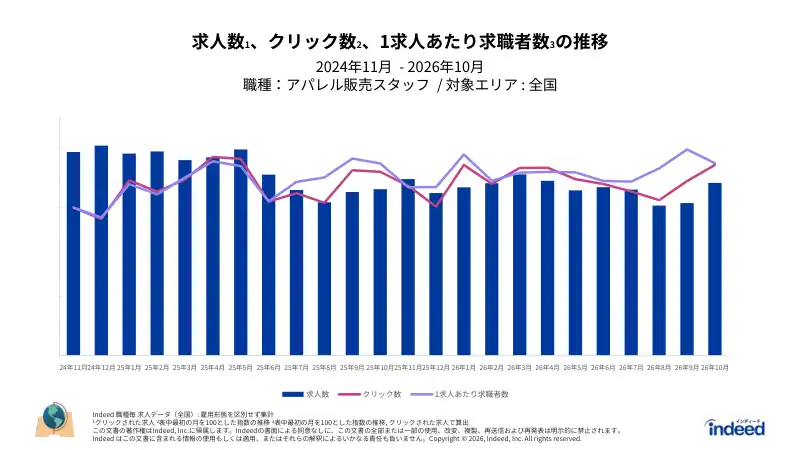 求人数1、クリック数2、1求人あたり求職者数3の推移
2024年11月 - 2026年10月
職種：アパレル販売スタッフ / 対象エリア : 全国
24年11月 24年12月 25年1月 25年2月 25年3月 25年4月 25年5月 25年6月 25年7月 25年8月 25年9月 25年10月 25年11月 25年12月 26年1月 26年2月 26年3月 26年4月 26年5月 26年6月 26年7月 26年8月 26年9月 26年10月
求人数 クリック数 1求人あたり求職者数
Indeed 職種毎 求人データ（全国）: 雇用形態を区別せず集計
¹クリックされた求人 ²表中最初の月を100とした指数の推移 ³表中最初の月を100とした指数の推移, クリックされた求人で算出
この文書の著作権はIndeed, Inc.に帰属します。Indeedの書面による同意なしに、この文書の全部または一部の使用、改変、複製、再送信および再発表は明示的に禁止されます。
Indeed はこの文書に含まれる情報の使用もしくは適用、またはそれらの解釈によるいかなる責任も負いません。Copyright © 2026, Indeed, Inc. All rights reserved.
インディード
indeed